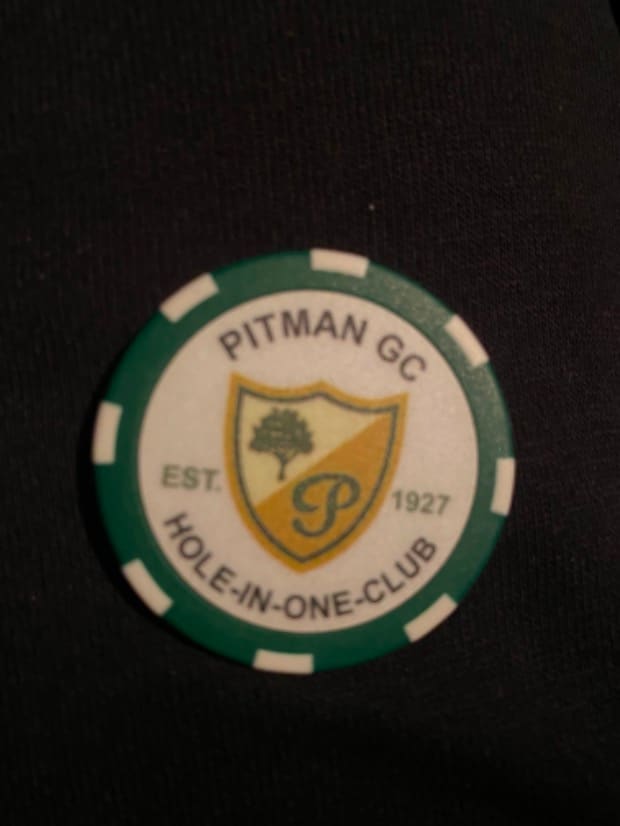 PITMAN GC
EST. 1927
P
HOLE-IN-ONE-CLUB